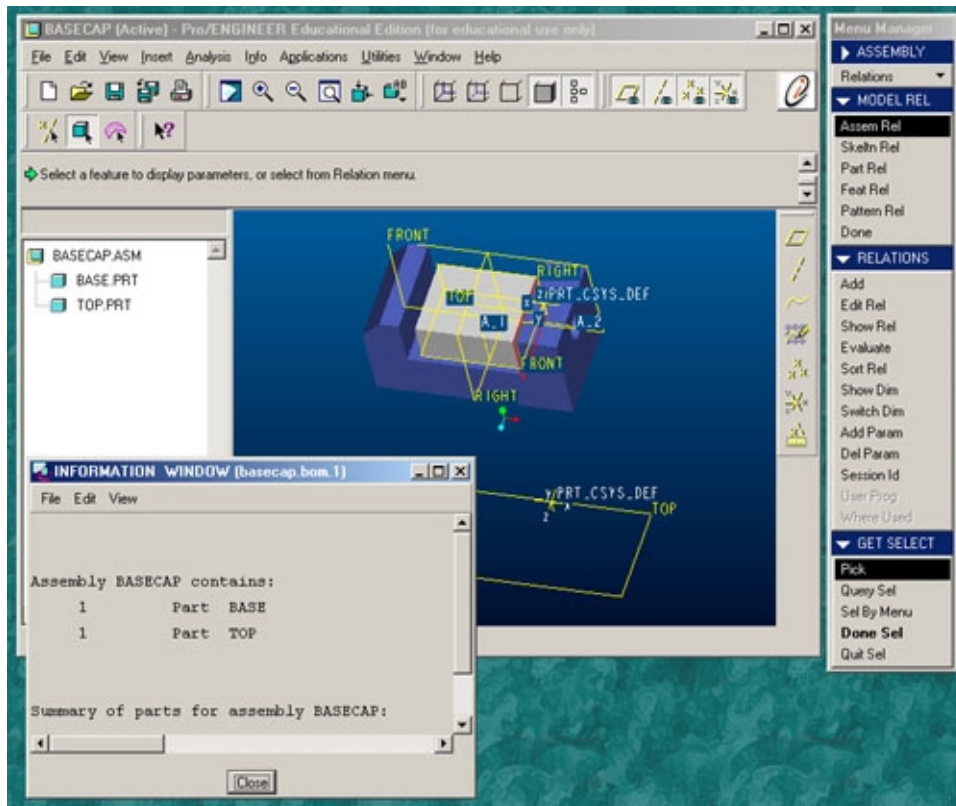 BASECAP (Active) - Pro/ENGINEER Educational Edition (for educational use only)
File Edit View Insert Analysis Info Applications Utilities Window Help
Select a feature to display parameters, or select from Relation menu.
BASECAP.ASM
BASE.PRT
TOP.PRT
FRONT
RIGHT
TOP
z PRT_CSYS_DEF
x
A_1
y
A_2
FRONT
RIGHT
Y PRT_CSYS_DEF
x
z
TOP
INFORMATION WINDOW (basecap.bom.1)
File Edit View
Assembly BASECAP contains:
1 Part BASE
1 Part TOP
Summary of parts for assembly BASECAP:
Close
Menu Manager
ASSEMBLY
Relations
MODEL REL
Assem Rel
Skeltn Rel
Part Rel
Feat Rel
Pattern Rel
Done
RELATIONS
Add
Edit Rel
Show Rel
Evaluate
Sort Rel
Show Dim
Switch Dim
Add Param
Del Param
Session Id
User Prog
Where Used
GET SELECT
Pick
Query Sel
Sel By Menu
Done Sel
Quit Sel